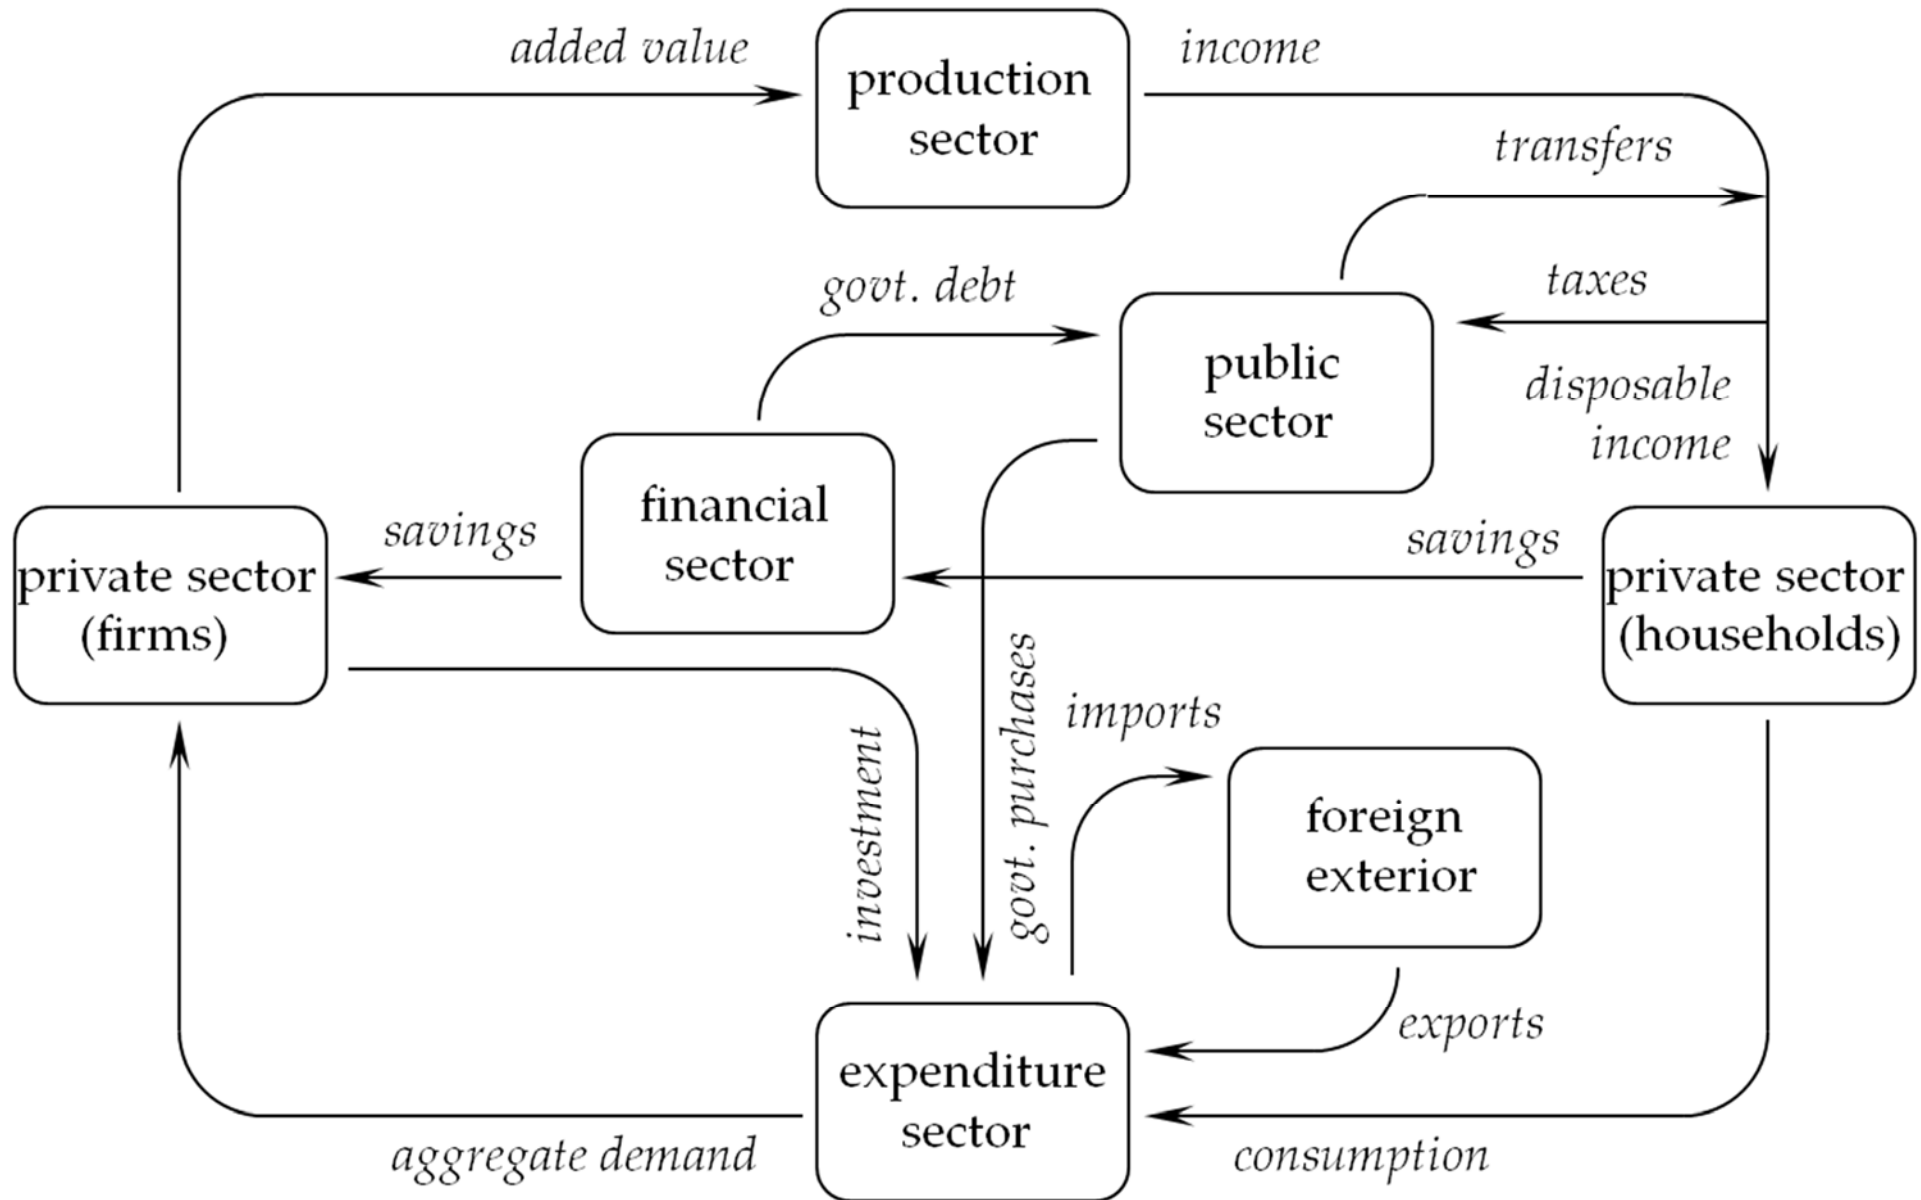 added value
production
sector
income
transfers
govt. debt
taxes
public
sector
disposable
income
financial
sector
savings
savings
private sector
(firms)
private sector
(households)
investment
govt. purchases
imports
foreign
exterior
exports
expenditure
sector
aggregate demand
consumption